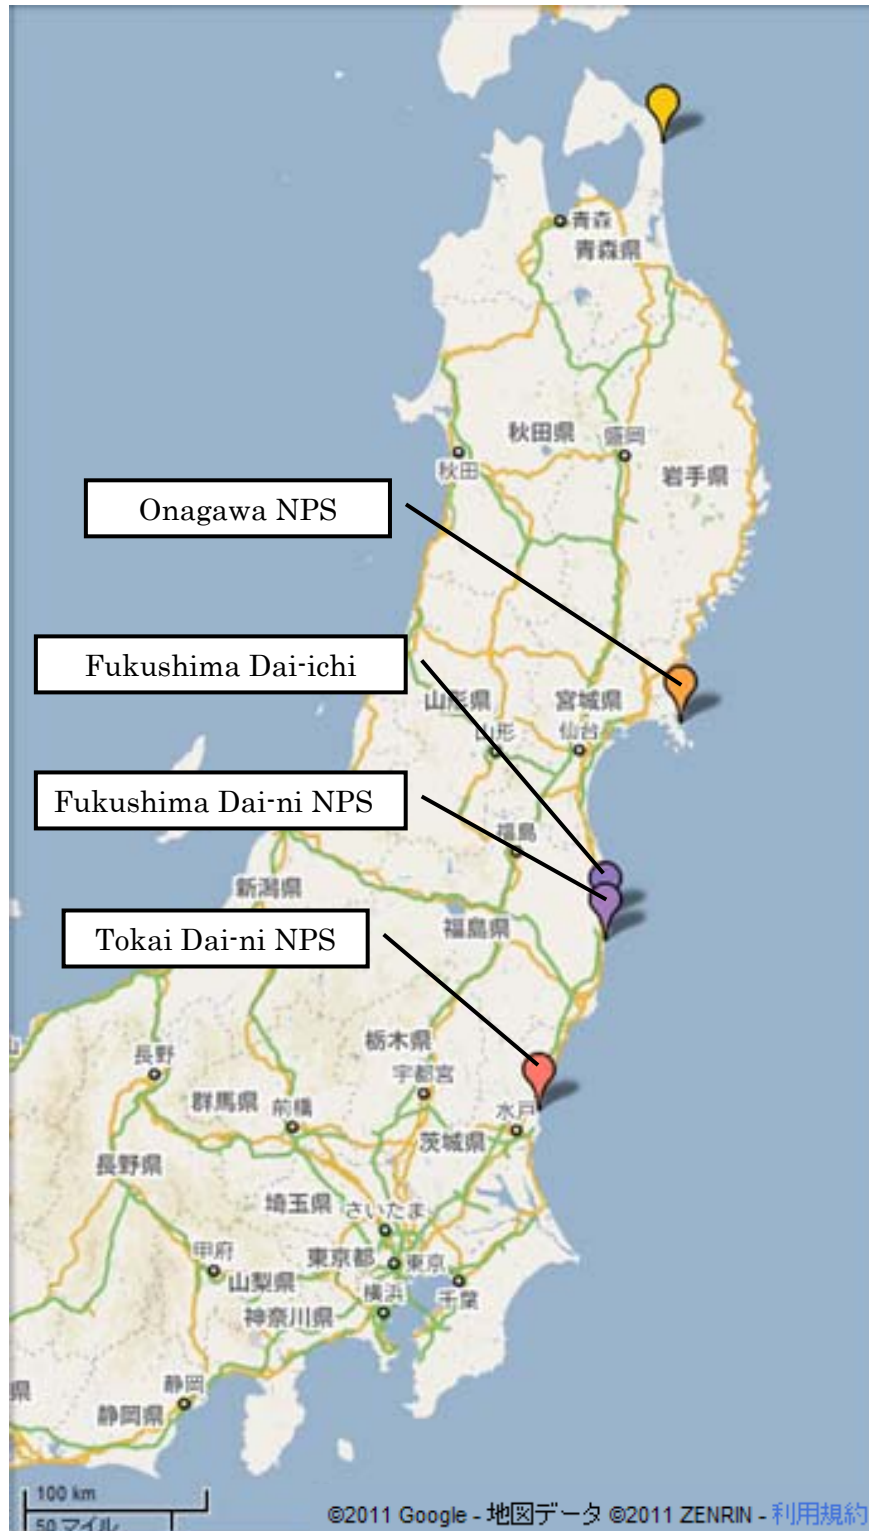 青森
青森県
秋田県
盛岡
秋田
岩手県
Onagawa NPS
Fukushima Dai-ichi
山形県
宮城県
山形
仙台
Fukushima Dai-ni NPS
福島
新潟県
福島県
Tokai Dai-ni NPS
栃木県
長野
宇都宮
群馬県
前橋
水戸
茨城県
長野県
埼玉県
さいたま
甲府
東京都
東京
山梨県
横浜
千葉
神奈川県
静岡
県
静岡県
100 km
50 マイル
©2011 Google - 地図データ ©2011 ZENRIN - 利用規約